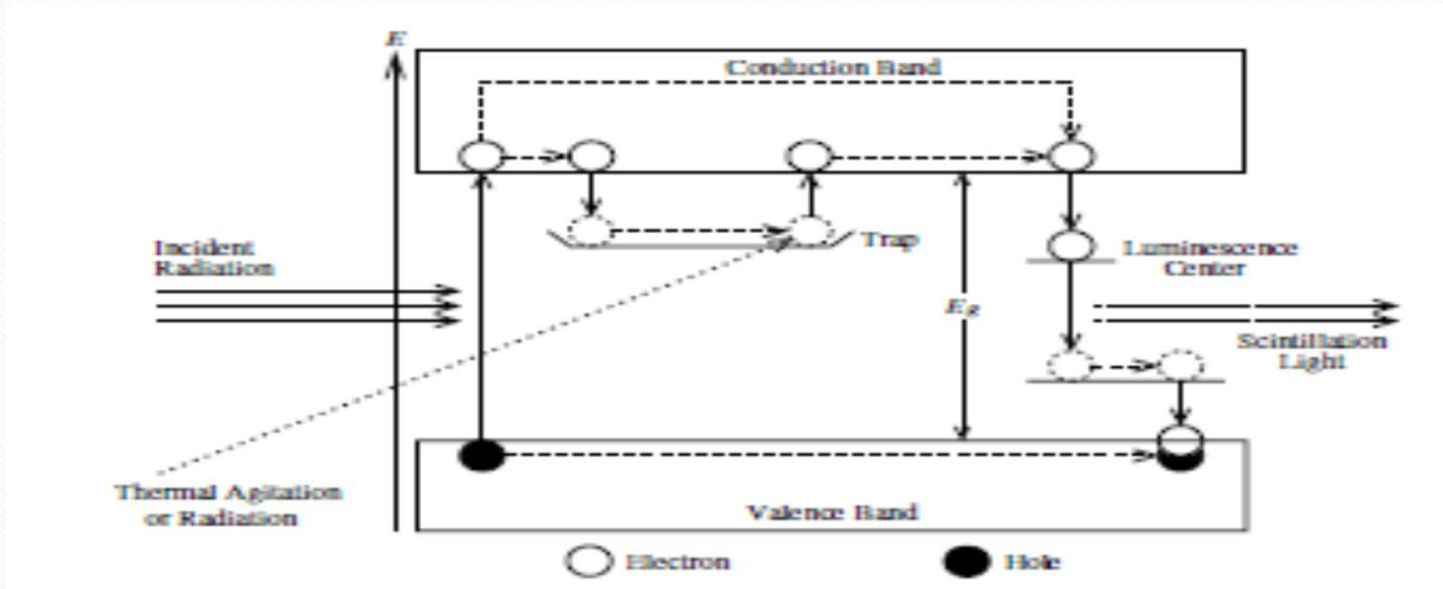 E
Conduction Band
Incident
Radiation
Trap
Luminescence
Center
Eg
Scintillation
Light
Thermal Agitation
or Radiation
Valence Band
Electron
Hole